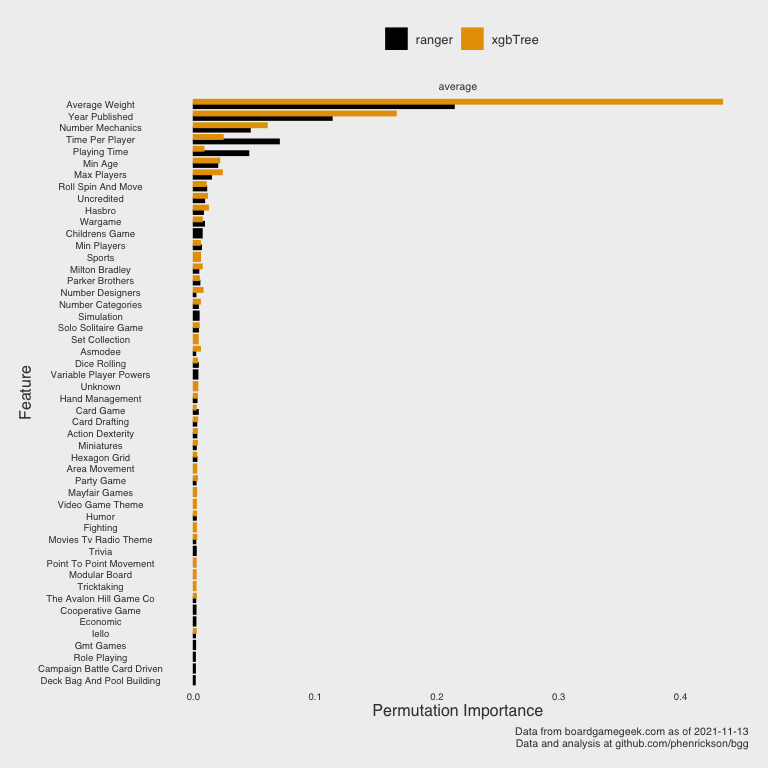 ranger xgbTree
average
Average Weight
Year Published
Number Mechanics
Time Per Player
Playing Time
Min Age
Max Players
Roll Spin And Move
Uncredited
Hasbro
Wargame
Childrens Game
Min Players
Sports
Milton Bradley
Parker Brothers
Number Designers
Number Categories
Simulation
Solo Solitaire Game
Set Collection
Asmodee
Dice Rolling
Variable Player Powers
Unknown
Hand Management
Card Game
Card Drafting
Action Dexterity
Miniatures
Hexagon Grid
Area Movement
Party Game
Mayfair Games
Video Game Theme
Humor
Fighting
Movies Tv Radio Theme
Trivia
Point To Point Movement
Modular Board
Tricktaking
The Avalon Hill Game Co
Cooperative Game
Economic
Iello
Gmt Games
Role Playing
Campaign Battle Card Driven
Deck Bag And Pool Building
Feature
0.0 0.1 0.2 0.3 0.4
Permutation Importance
Data from boardgamegeek.com as of 2021-11-13
Data and analysis at github.com/phenrickson/bgg